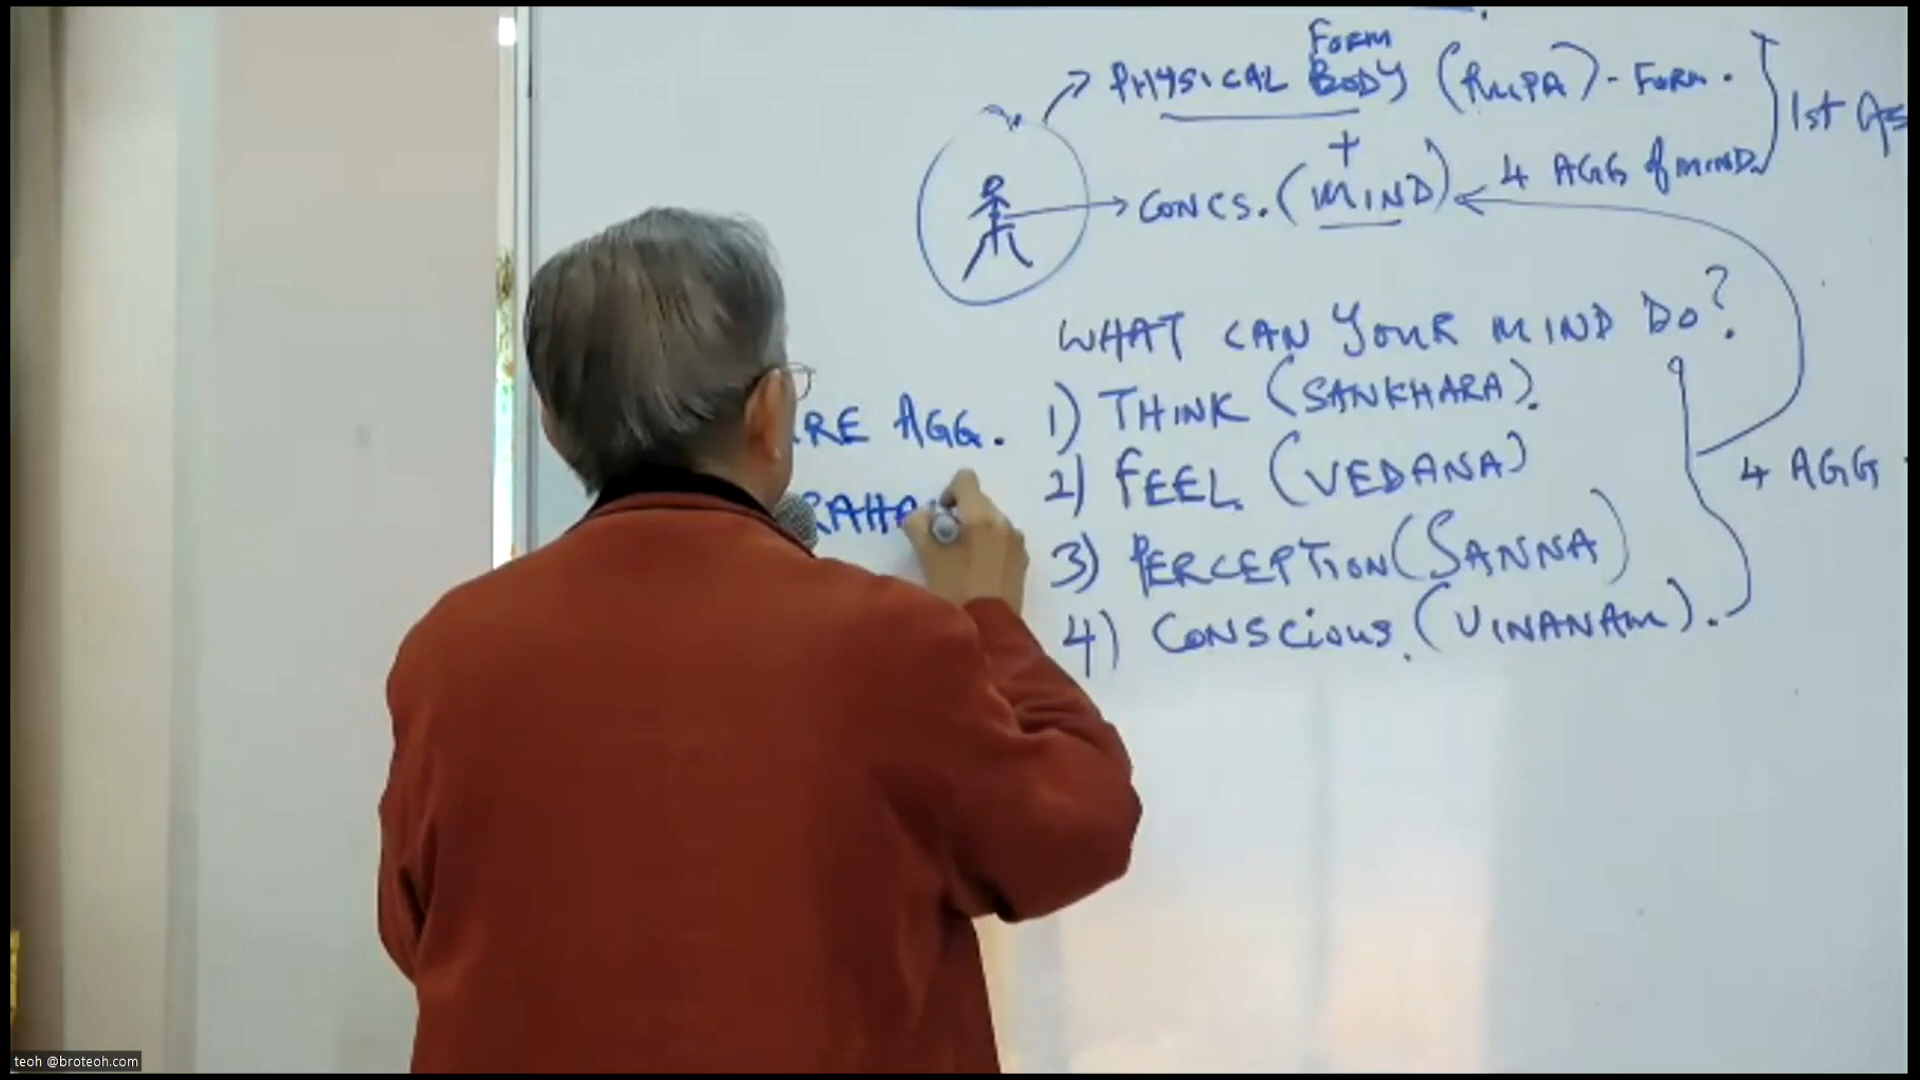 FORM
PHYSICAL BODY (RUPA) - FORM.
+
CONCS. (MIND) 4 AGG of MIND.
1st
WHAT CAN YOUR MIND DO?
1) THINK (SANKHARA).
2) FEEL. (VEDANA)
3) PERCEPTION (SANNA)
4) CONSCIOUS. (VINANAM).
4 AGG.
RE AGG.
RAHA
teoh @broteoh.com